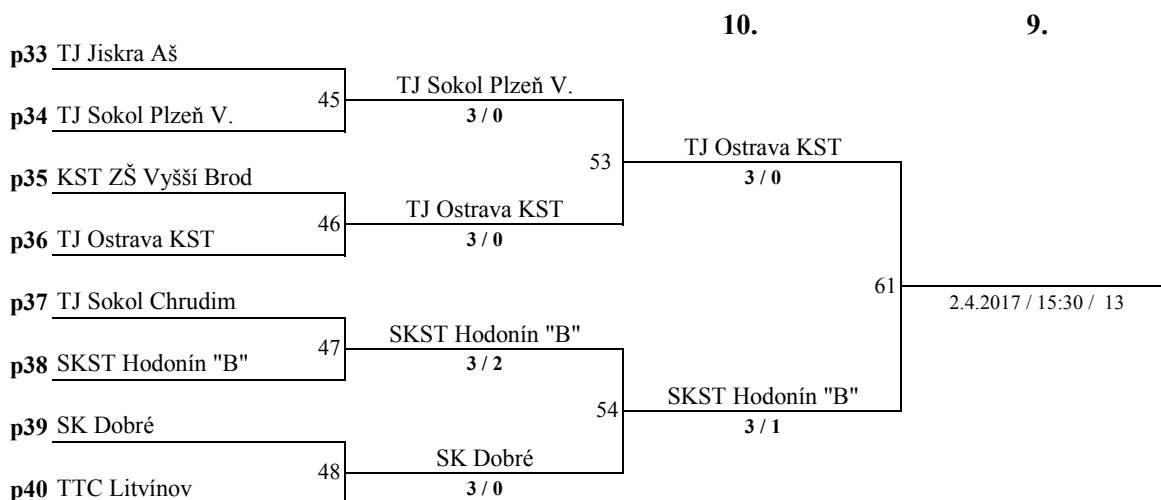 10. 9.
p33 TJ Jiskra Aš
TJ Sokol Plzeň V.
45
3 / 0
p34 TJ Sokol Plzeň V.
TJ Ostrava KST
53
3 / 0
p35 KST ZŠ Vyšší Brod
TJ Ostrava KST
46
3 / 0
p36 TJ Ostrava KST
61
2.4.2017 / 15:30 / 13
p37 TJ Sokol Chrudim
SKST Hodonín "B"
47
3 / 2
p38 SKST Hodonín "B"
SKST Hodonín "B"
54
3 / 1
p39 SK Dobré
SK Dobré
48
3 / 0
p40 TTC Litvínov